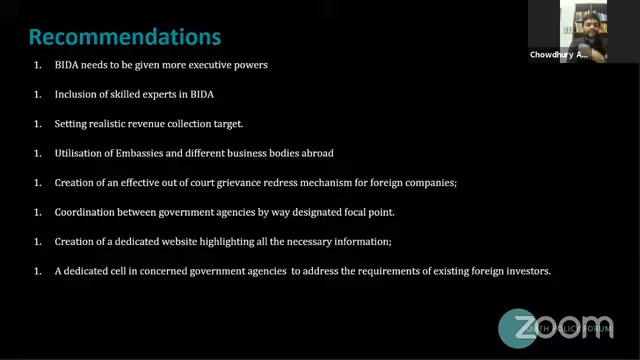 Recommendations
Chowdhury A...
1. BIDA needs to be given more executive powers
1. Inclusion of skilled experts in BIDA
1. Setting realistic revenue collection target.
1. Utilisation of Embassies and different business bodies abroad
1. Creation of an effective out of court grievance redress mechanism for foreign companies;
1. Coordination between government agencies by way designated focal point.
1. Creation of a dedicated website highlighting all the necessary information;
1. A dedicated cell in concerned government agencies to address the requirements of existing foreign investors.
zoom
POLICY FORUM